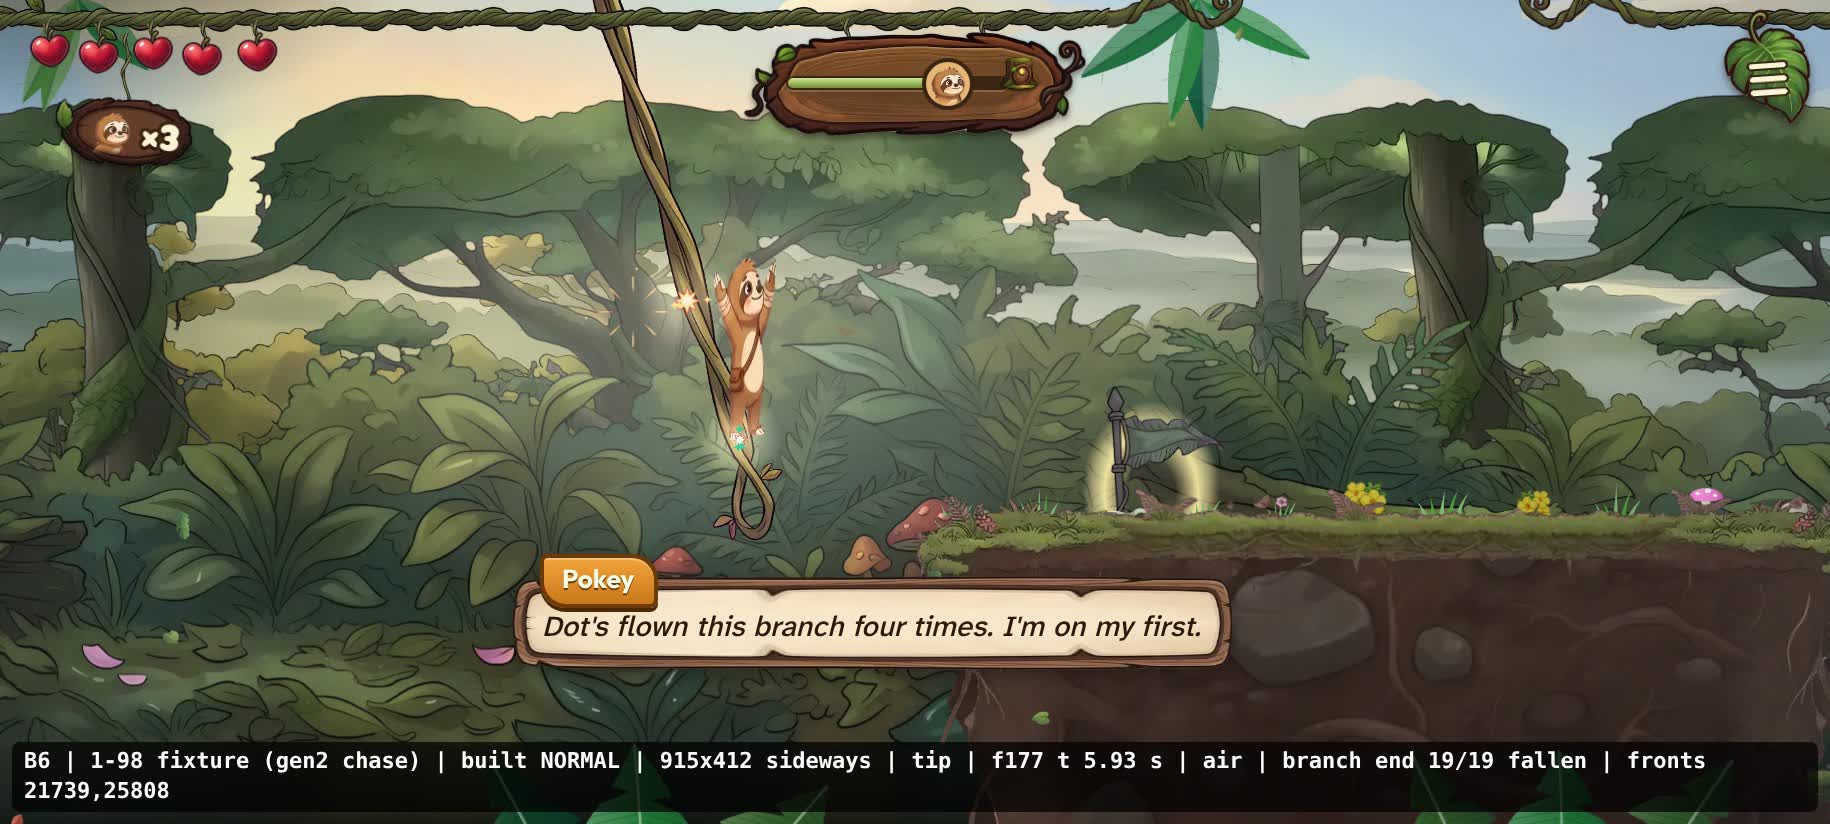 ×3
Pokey
Dot's flown this branch four times. I'm on my first.
B6 | 1-98 fixture (gen2 chase) | built NORMAL | 915x412 sideways | tip | f177 t 5.93 s | air | branch end 19/19 fallen | fronts
21739,25808